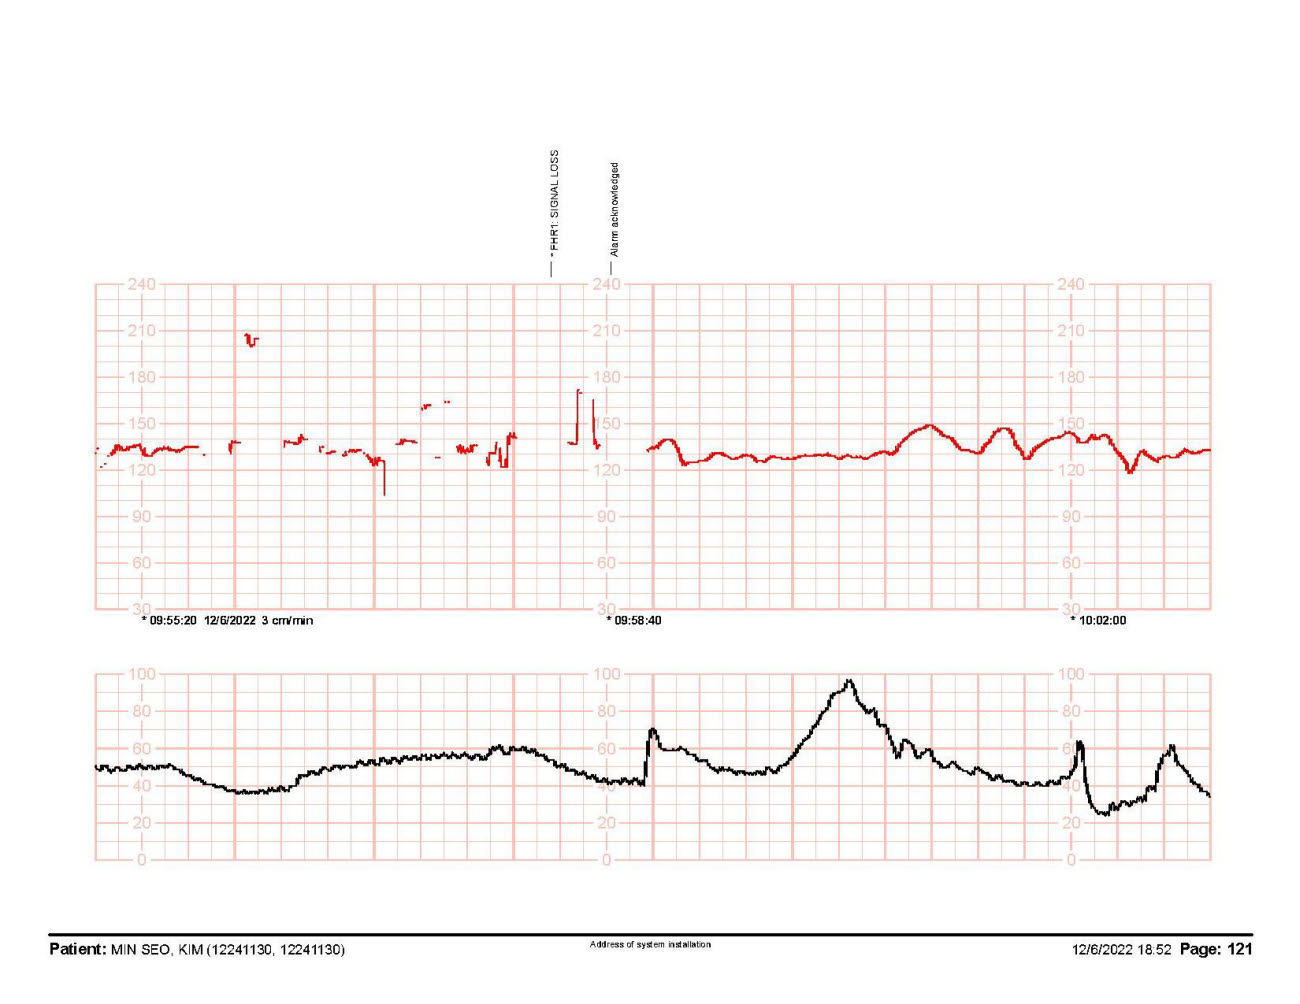 * FHR1: SIGNAL LOSS
Alarm acknowledged
240 240 240
210 210 210
180 180 180
150 150 150
120 120 120
90 90 90
60 60 60
30 30 30
* 09:55:20 12/6/2022 3 cm/min * 09:58:40 * 10:02:00
100 100 100
80 80 80
60 60 60
40 40 40
20 20 20
0 0 0
Patient: MIN SEO, KIM (12241130, 12241130) Address of system installation 12/6/2022 18:52 Page: 121